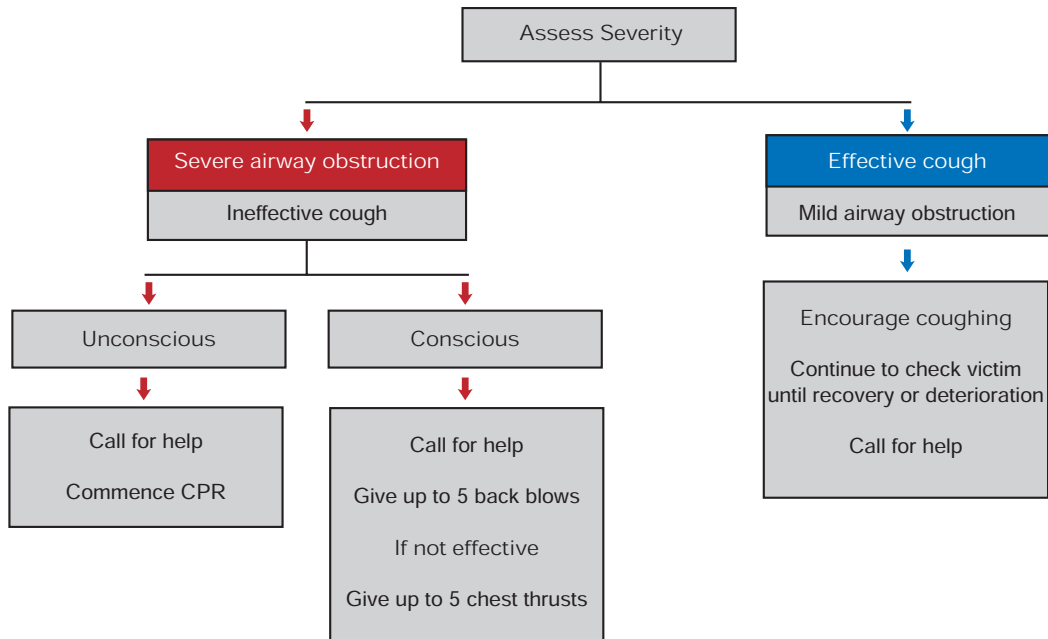 Assess Severity
Severe airway obstruction
Ineffective cough
Effective cough
Mild airway obstruction
Unconscious
Call for help
Commence CPR
Conscious
Call for help
Give up to 5 back blows
If not effective
Give up to 5 chest thrusts
Encourage coughing
Continue to check victim
until recovery or deterioration
Call for help